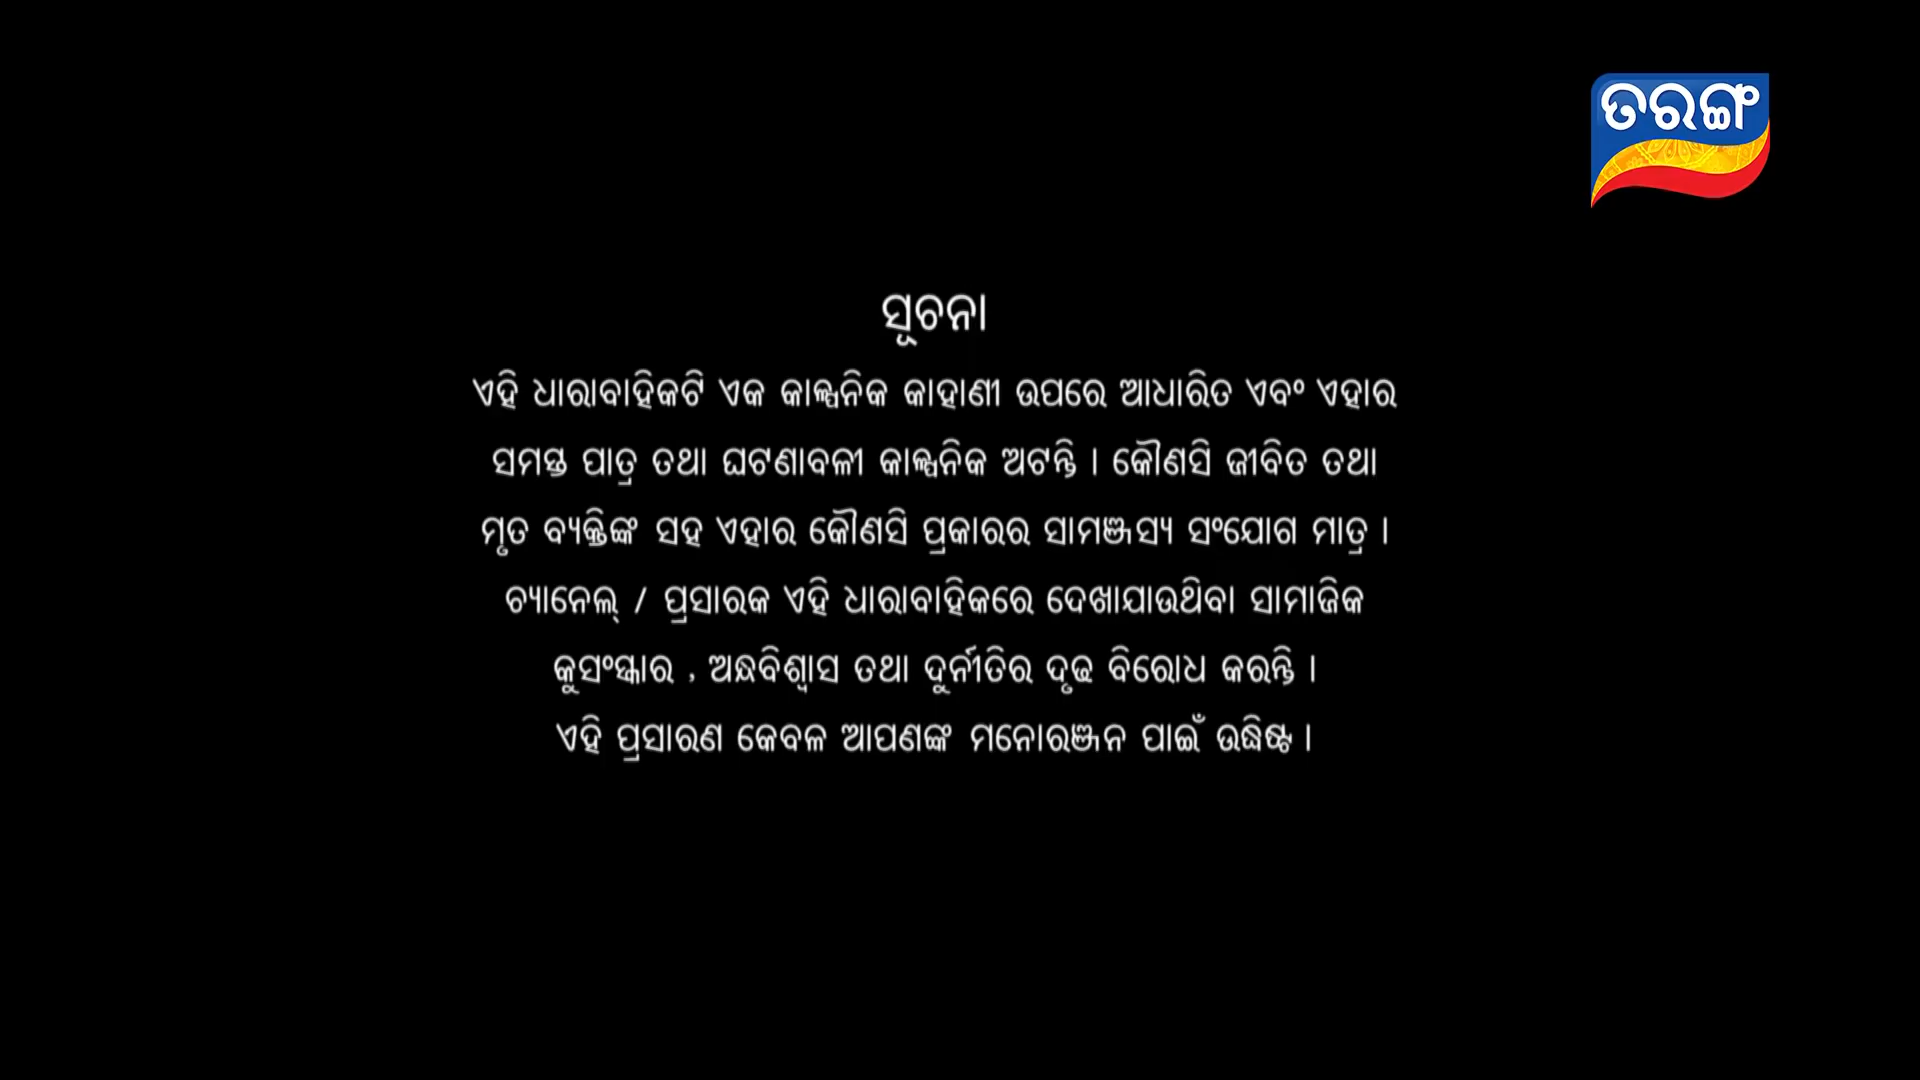 ତରଙ୍ଗ
ସୂଚନା
ଏହି ଧାରାବାହିକଟି ଏକ କାଳ୍ପନିକ କାହାଣୀ ଉପରେ ଆଧାରିତ ଏବଂ ଏହାର
ସମସ୍ତ ପାତ୍ର ତଥା ଘଟଣାବଳୀ କାଳ୍ପନିକ ଅଟନ୍ତି । କୌଣସି ଜୀବିତ ତଥା
ମୃତ ବ୍ୟକ୍ତିଙ୍କ ସହ ଏହାର କୌଣସି ପ୍ରକାରର ସାମଞ୍ଜସ୍ୟ ସଂଯୋଗ ମାତ୍ର ।
ଚ୍ୟାନେଲ୍ / ପ୍ରସାରକ ଏହି ଧାରାବାହିକରେ ଦେଖାଯାଉଥିବା ସାମାଜିକ
କୁସଂସ୍କାର , ଅନ୍ଧବିଶ୍ୱାସ ତଥା ଦୁର୍ନୀତିର ଦୃଢ ବିରୋଧ କରନ୍ତି ।
ଏହି ପ୍ରସାରଣ କେବଳ ଆପଣଙ୍କ ମନୋରଞ୍ଜନ ପାଇଁ ଉଦ୍ଧିଷ୍ଟ ।